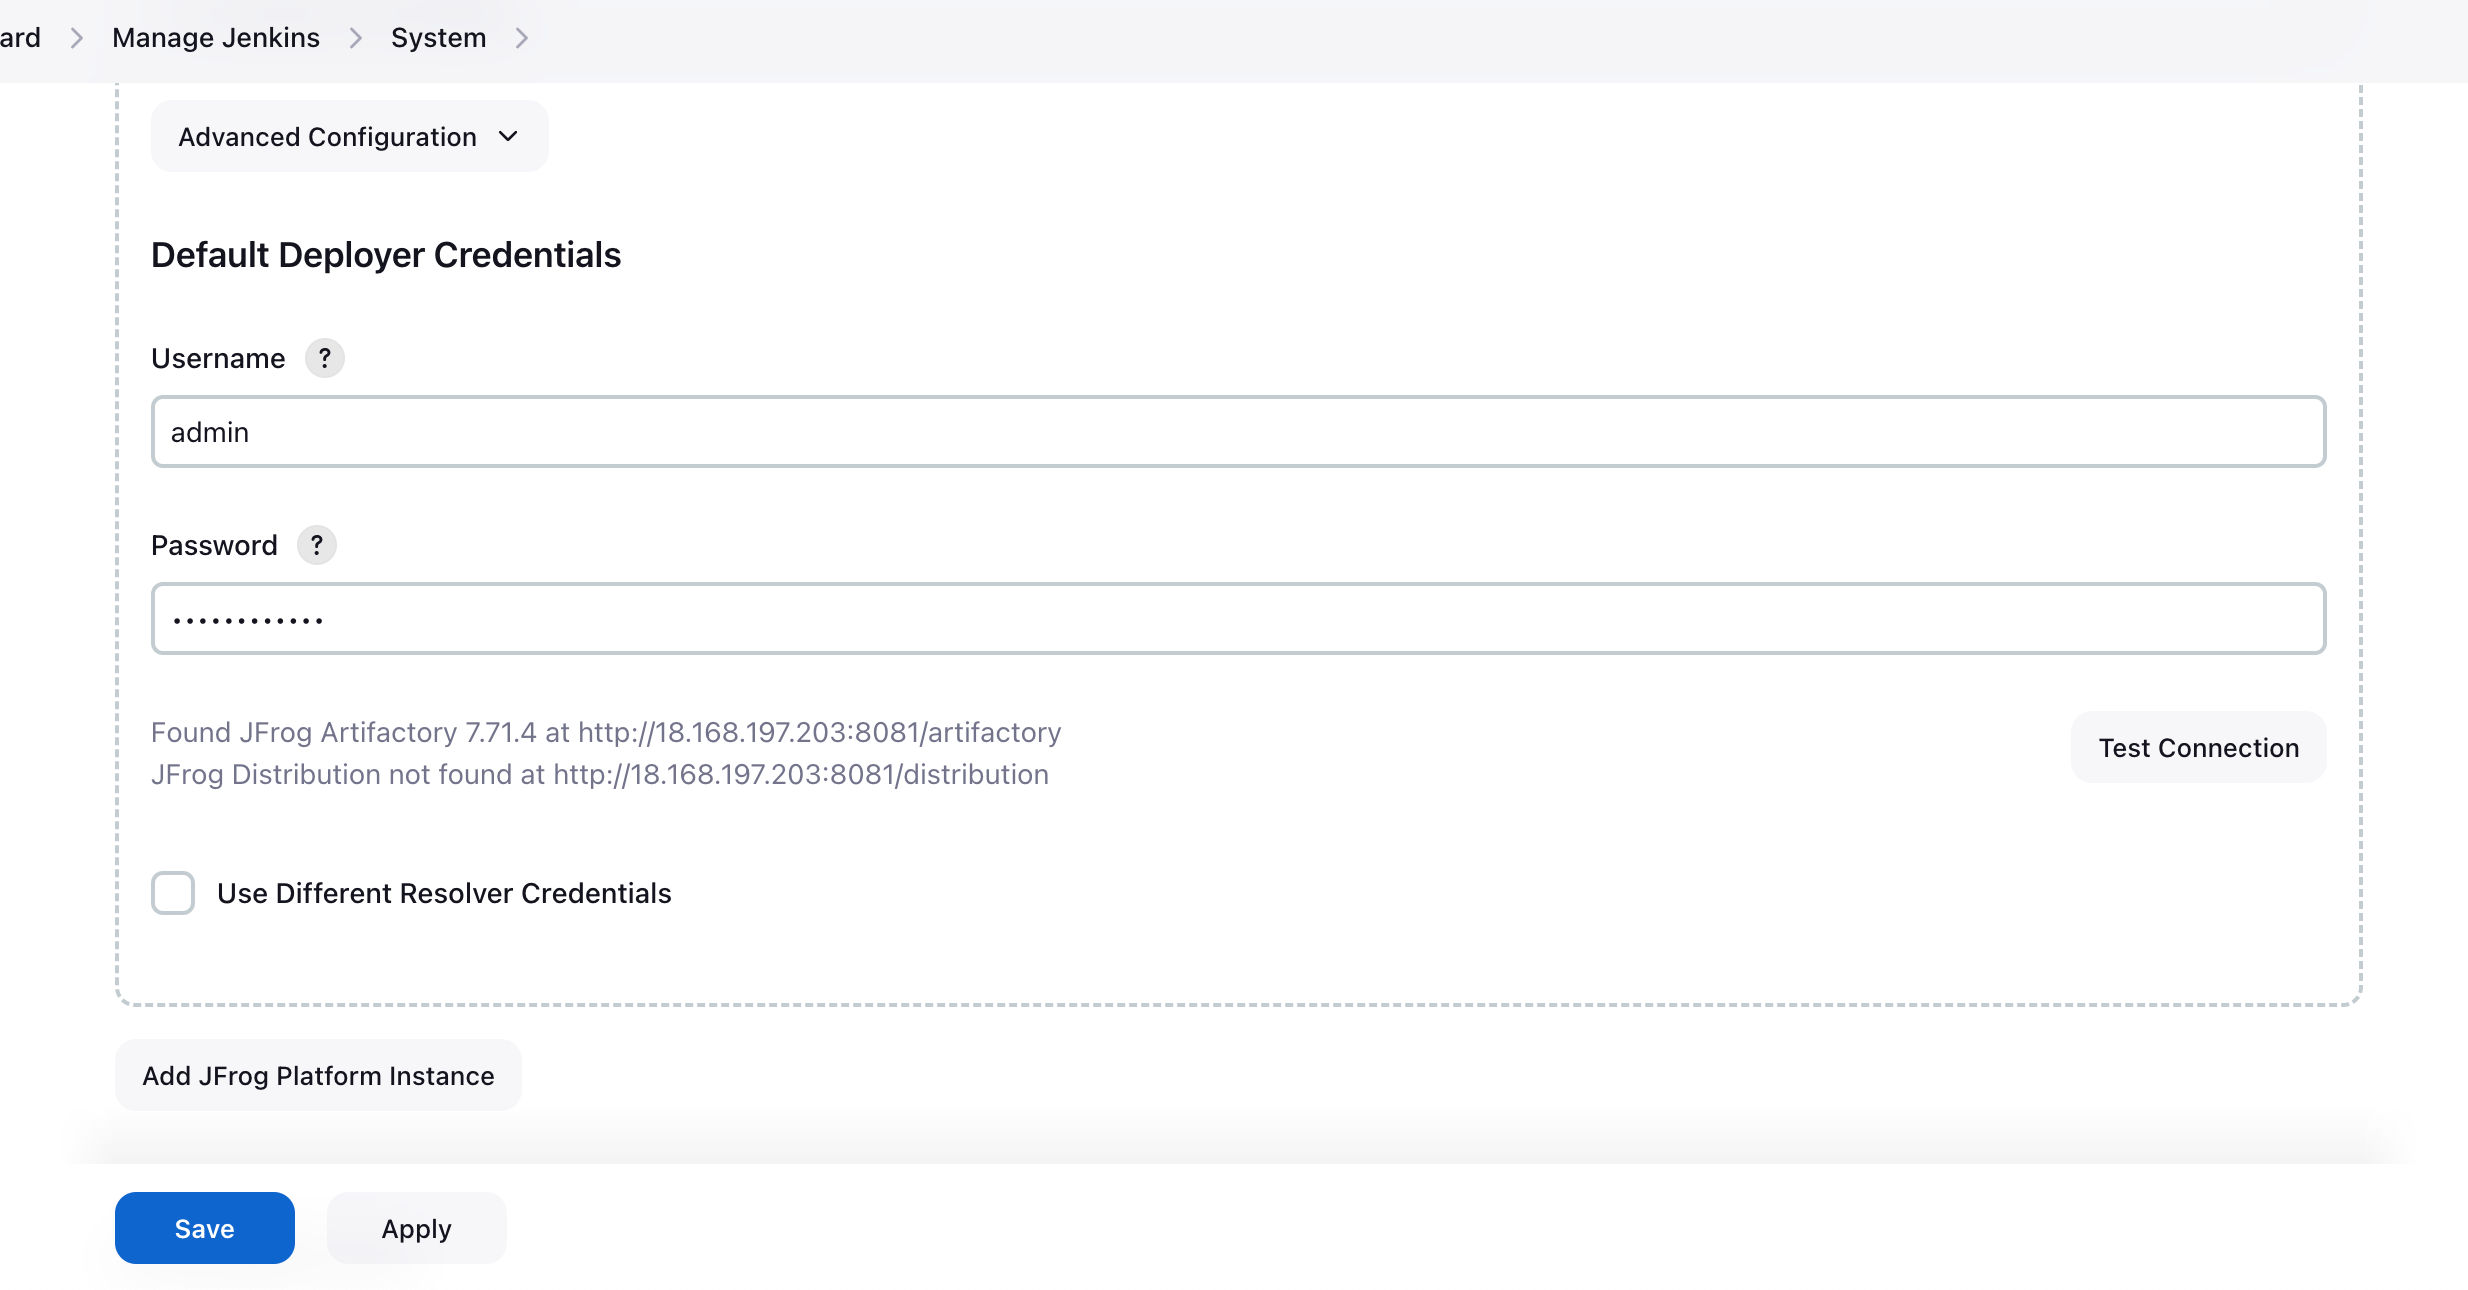 ard > Manage Jenkins > System >
Advanced Configuration
Default Deployer Credentials
Username ?
admin
Password ?
••••••••••••
Found JFrog Artifactory 7.71.4 at http://18.168.197.203:8081/artifactory
JFrog Distribution not found at http://18.168.197.203:8081/distribution
Test Connection
Use Different Resolver Credentials
Add JFrog Platform Instance
Save Apply